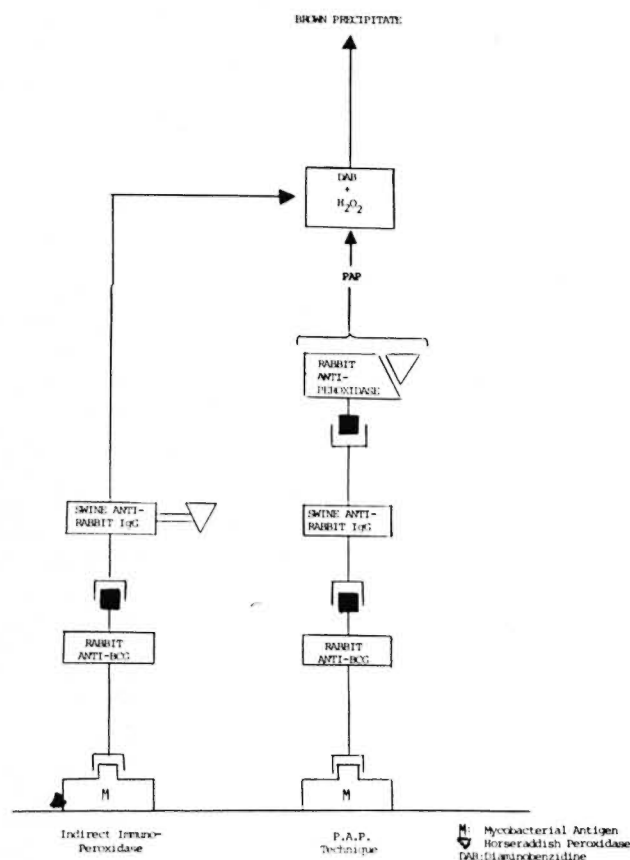 BROWN PRECIPITATE
DAB
+
H₂O₂
PAP
RABBIT
ANTI-
PEROXIDASE
SWINE ANTI-
RABBIT IgG
SWINE ANTI-
RABBIT IgG
RABBIT
ANTI-BCG
RABBIT
ANTI-BCG
M
M
Indirect Immuno-
Peroxidase
P.A.P.
Technique
M: Mycobacterial Antigen
Horseraddish Peroxidase
DAB:Diaminobenzidine